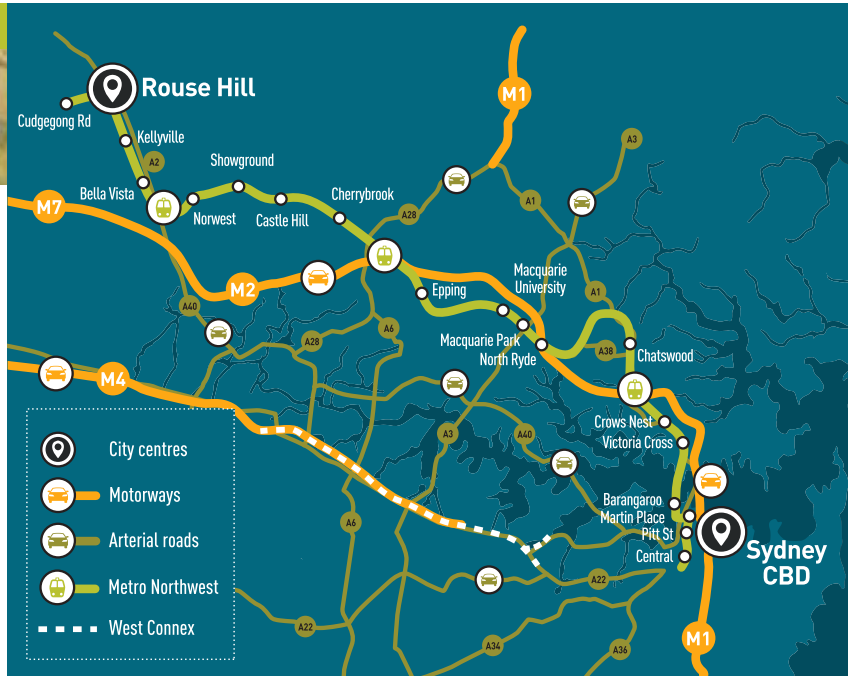 M1
Rouse Hill
Cudgegong Rd
Kellyville
A3
A2
Showground
Bella Vista
Cherrybrook
M7
Norwest
Castle Hill
A28
A1
Macquarie
University
M2
Epping
A1
A40
A6
A28
Macquarie Park
North Ryde
A38
Chatswood
M4
Crows Nest
Victoria Cross
A3
A40
City centres
Motorways
Arterial roads
Metro Northwest
West Connex
A6
Barangaroo
Martin Place
Pitt St
Central
Sydney
CBD
A22
A22
A34
A36
M1